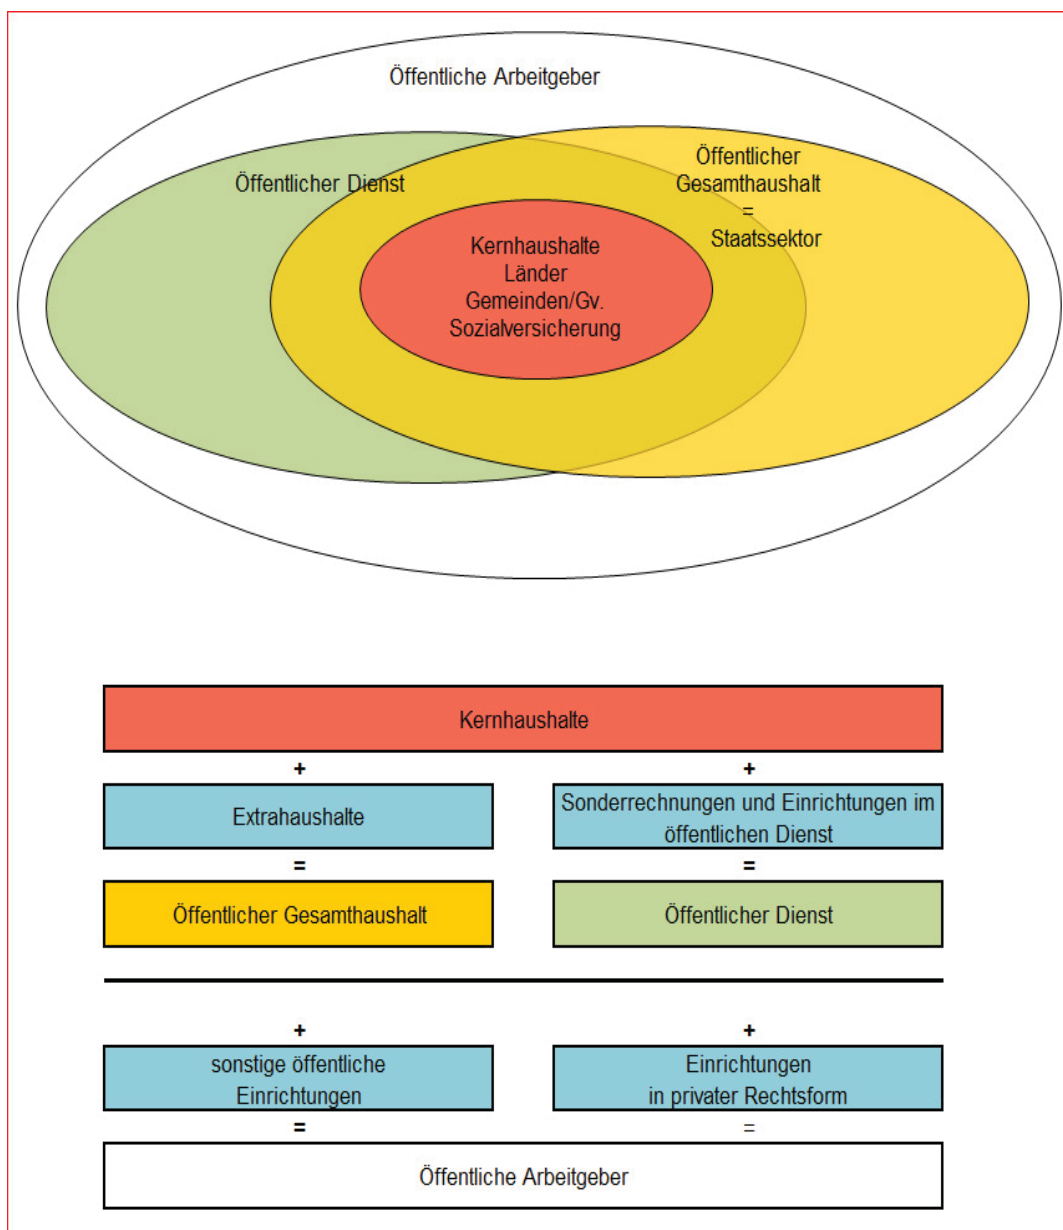 Öffentliche Arbeitgeber
Öffentlicher Dienst
Öffentlicher
Gesamthaushalt
=
Staatssektor
Kernhaushalte
Länder
Gemeinden/Gv.
Sozialversicherung
Kernhaushalte
+ +
Extrahaushalte
Sonderrechnungen und Einrichtungen im
öffentlichen Dienst
= =
Öffentlicher Gesamthaushalt
Öffentlicher Dienst
+ +
sonstige öffentliche
Einrichtungen
Einrichtungen
in privater Rechtsform
= =
Öffentliche Arbeitgeber